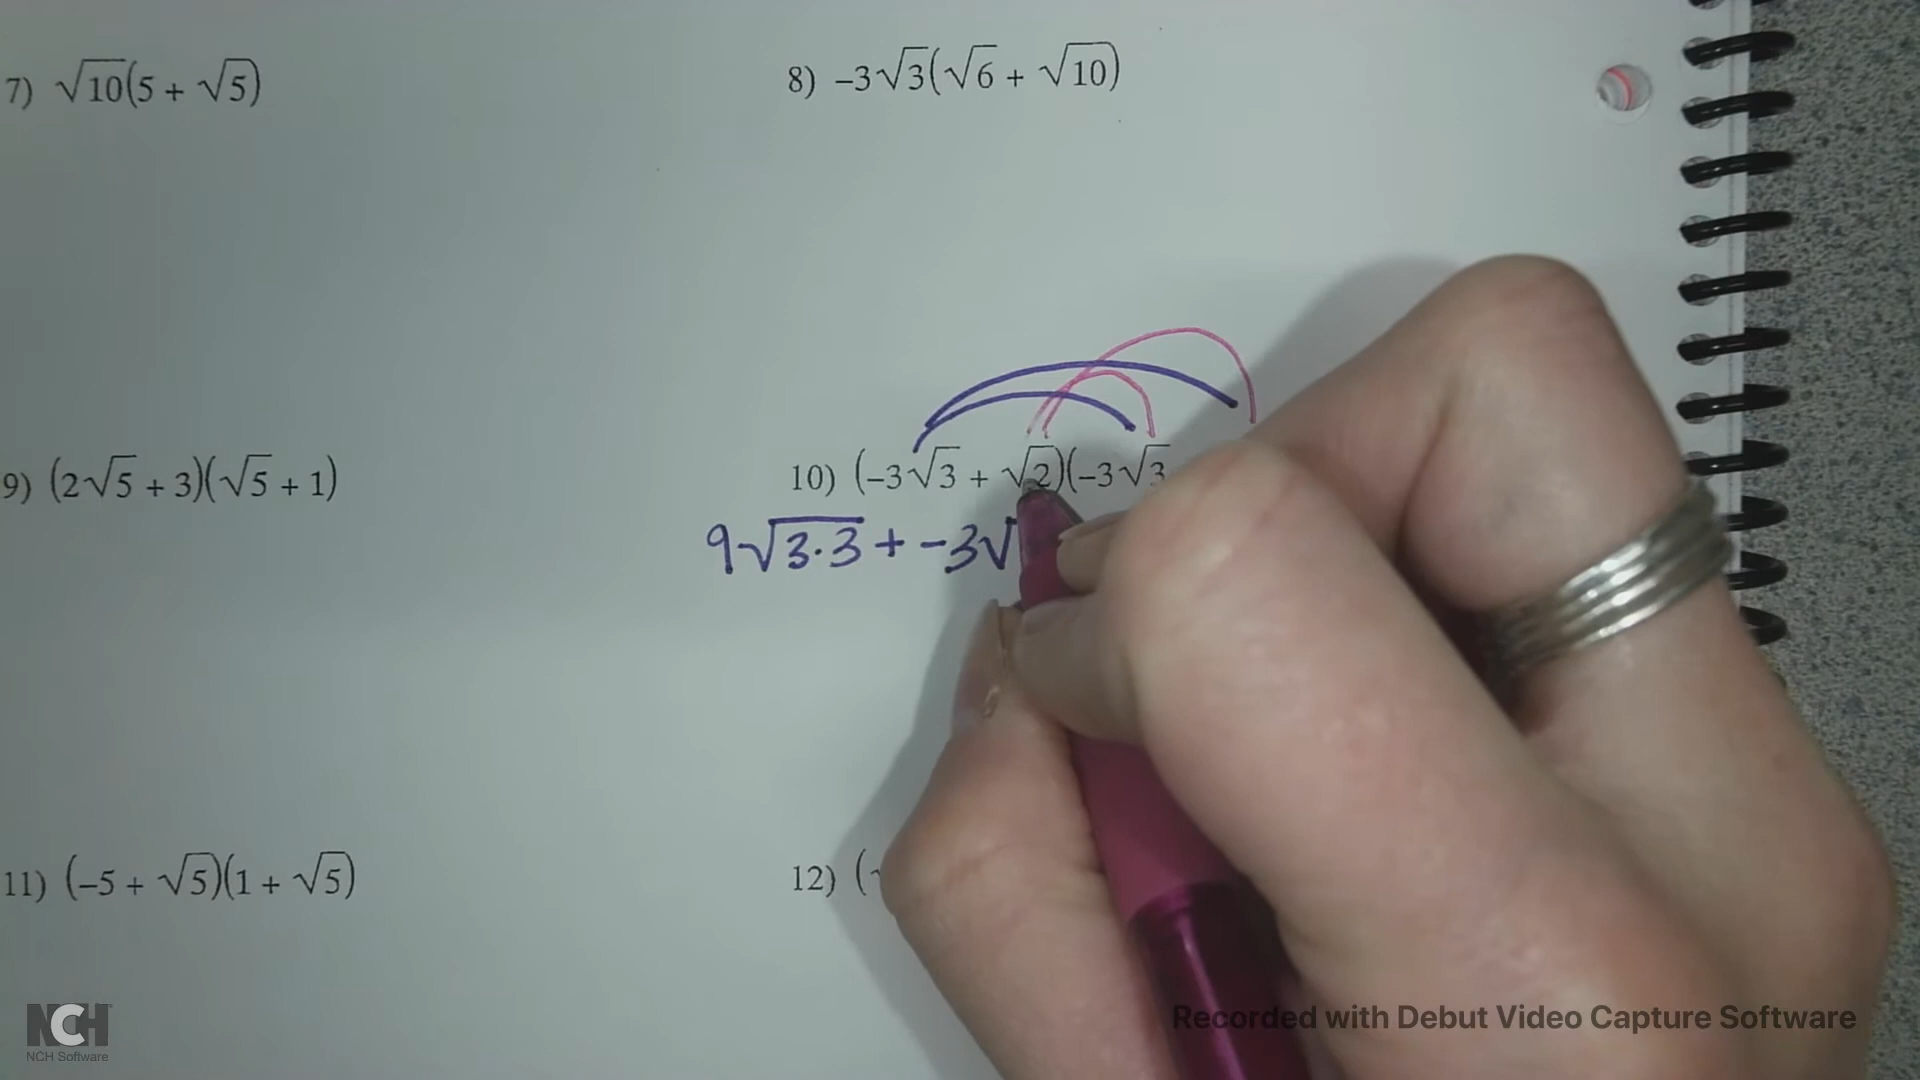 7) √10(5 + √5)
8) –3√3(√6 + √10)
9) (2√5 + 3)(√5 + 1)
10) (–3√3 + √2)(–3√3
9√3·3 + -3√
11) (–5 + √5)(1 + √5)
12) (
NCH
NCH Software
Recorded with Debut Video Capture Software